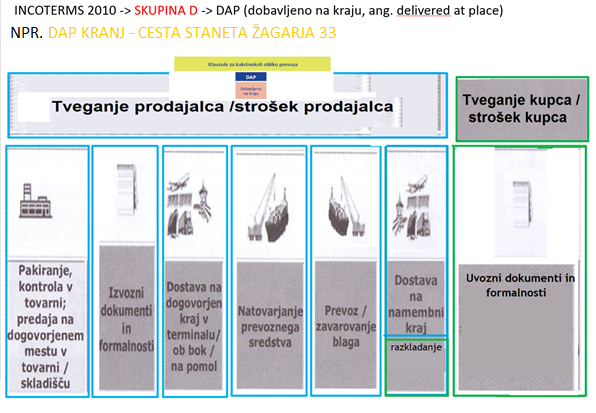 INCOTERMS 2010 -> SKUPINA D -> DAP (dobavljeno na kraju, ang. delivered at place)
NPR. DAP KRANJ - CESTA STANETA ŽAGARJA 33
Klavzule za kakršnokoli obliko prevoza
DAP
Dobavljeno
na kraju
Tveganje prodajalca /strošek prodajalca
Tveganje kupca /
strošek kupca
Pakiranje,
kontrola v
tovarni;
predaja na
dogovorjenem
mestu v
tovarni /
skladišču
Izvozni
dokumenti
in
formalnosti
Dostava na
dogovorjen
kraj v
terminalu/
ob bok /
na pomol
Natovarjanje
prevoznega
sredstva
Prevoz /
zavarovanje
blaga
Dostava
na
namembni
kraj
razkladanje
Uvozni dokumenti in
formalnosti